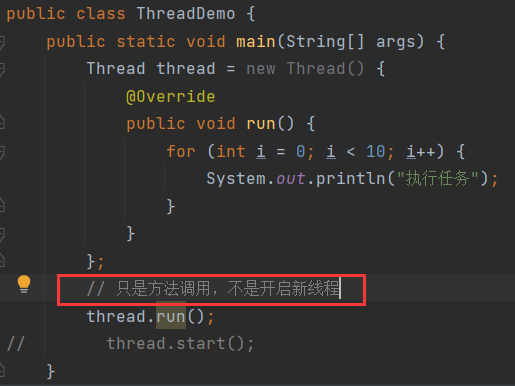 public class ThreadDemo {
    public static void main(String[] args) {
        Thread thread = new Thread() {
            @Override
            public void run() {
                for (int i = 0; i < 10; i++) {
                    System.out.println("执行任务");
                }
            }
        };
        // 只是方法调用，不是开启新线程
        thread.run();
//        thread.start();
    }